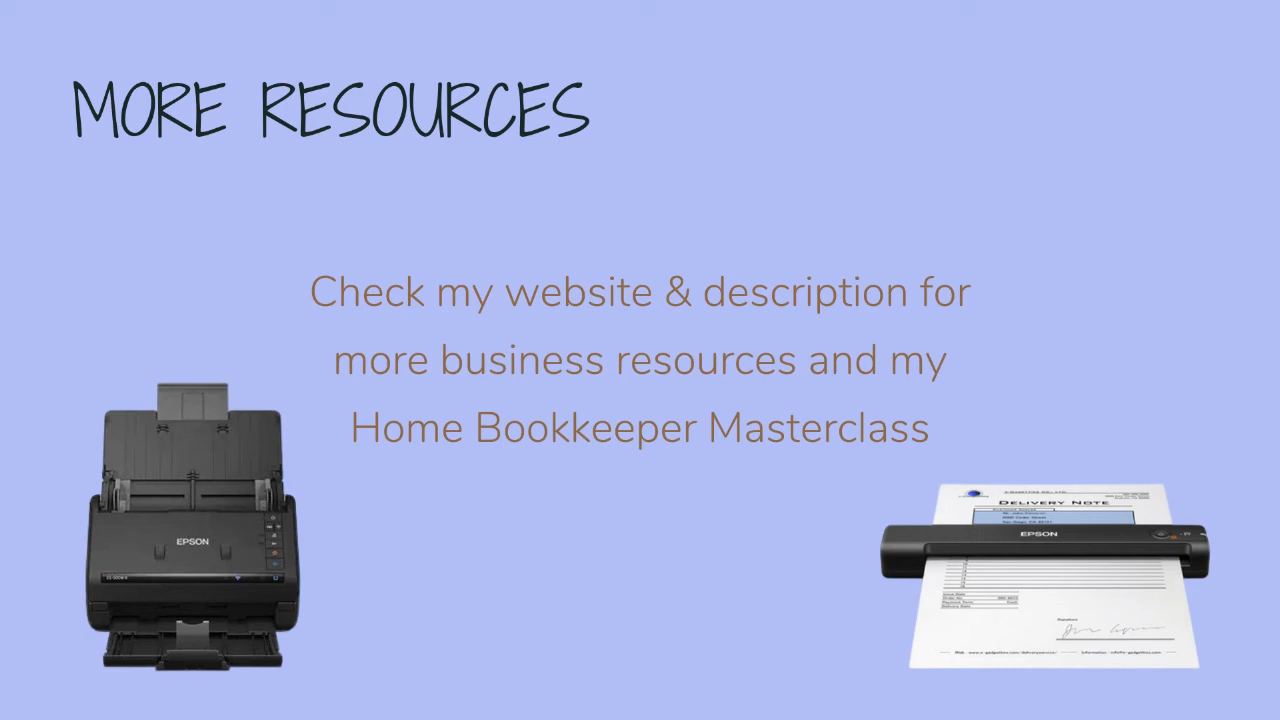 MORE RESOURCES
Check my website & description for
more business resources and my
Home Bookkeeper Masterclass
EPSON
DELIVERY NOTE
EPSON
Signature